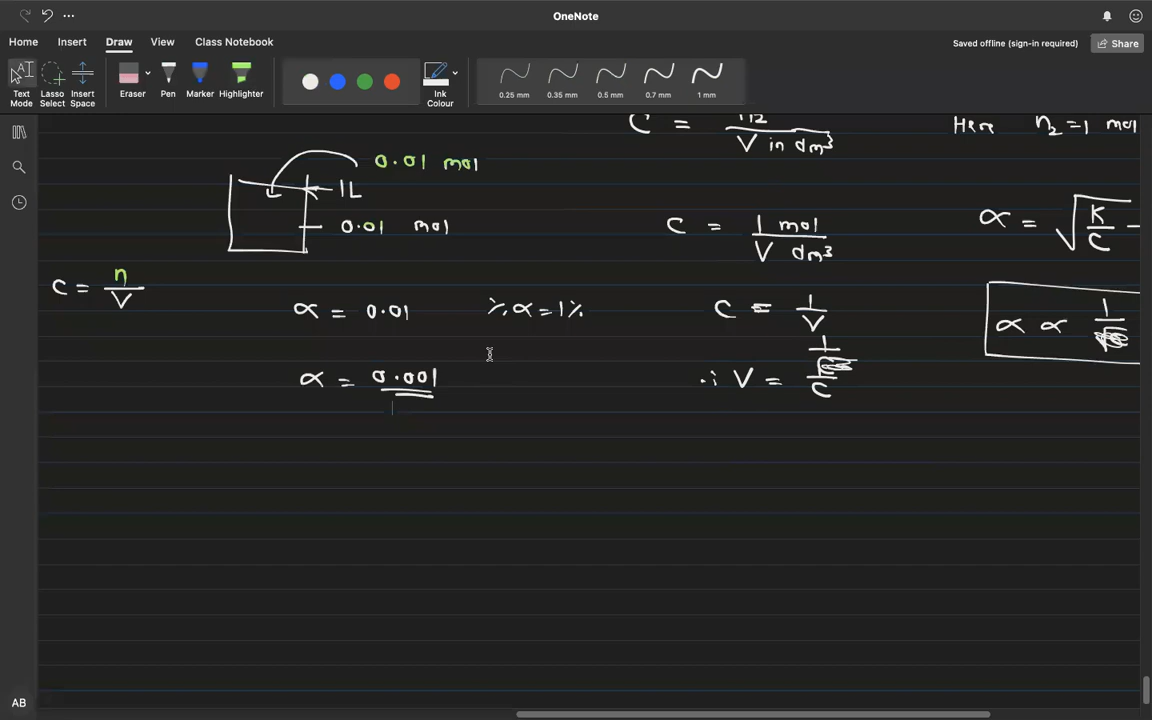 OneNote
Home Insert Draw View Class Notebook
Saved offline (sign-in required) Share
Text Mode
Lasso Select
Insert Space
Eraser
Pen
Marker
Highlighter
Ink Colour
0.25 mm 0.35 mm 0.5 mm 0.7 mm 1 mm
C = n2 / V in dm³
Here n₂ = 1 mol
0.01 mol
1L
0.01 mol
C = 1 mol / V dm³
α = √ K / C -
C = n / V
α = 0.01 % α = 1 %
C = 1 / V
α ∝ 1 / √
α = 0.001
∴ V = 1 / C
AB